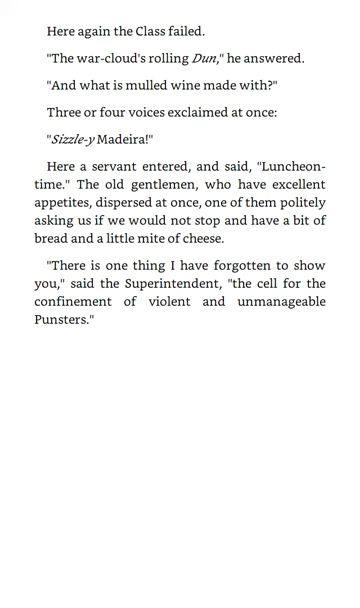 Here again the Class failed.
"The war-cloud's rolling Dun," he answered.
"And what is mulled wine made with?"
Three or four voices exclaimed at once:
"Sizzle-y Madeira!"
Here a servant entered, and said, "Luncheon-
time." The old gentlemen, who have excellent
appetites, dispersed at once, one of them politely
asking us if we would not stop and have a bit of
bread and a little mite of cheese.
"There is one thing I have forgotten to show
you," said the Superintendent, "the cell for the
confinement of violent and unmanageable
Punsters."